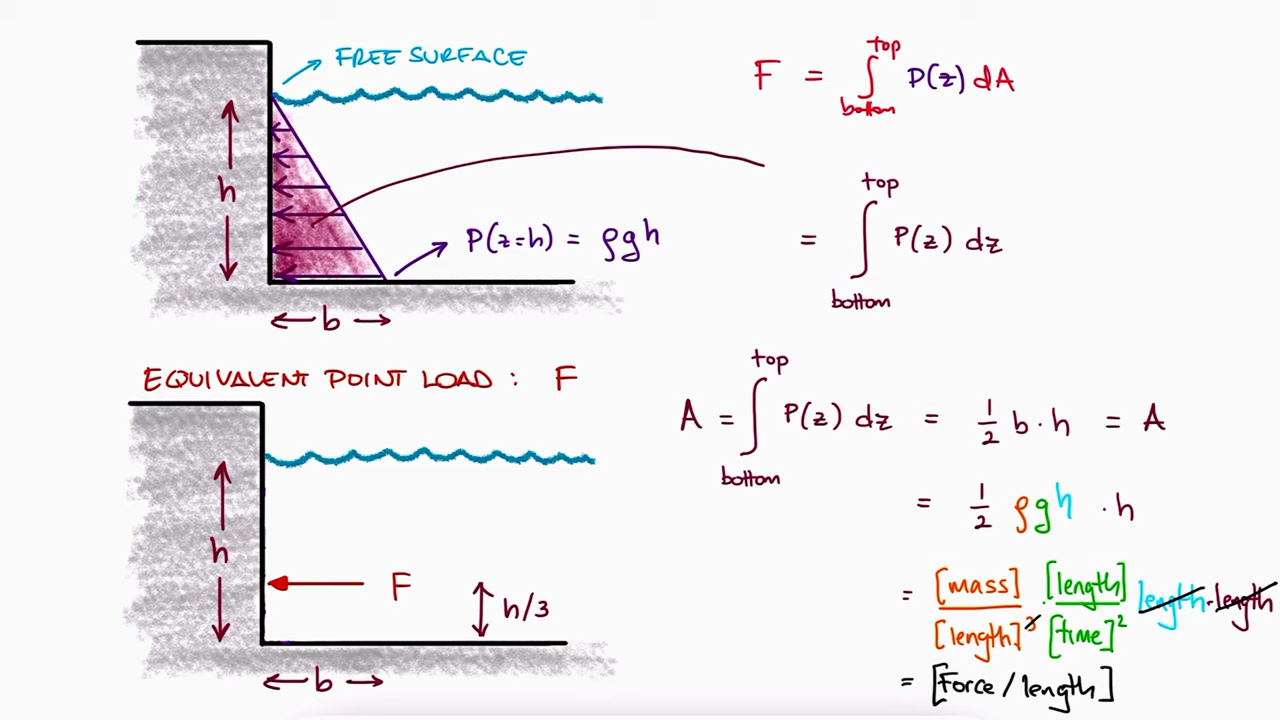 FREE SURFACE
h
P(z=h) = ρgh
b
EQUIVALENT POINT LOAD : F
h
F
h/3
b
F = ∫ P(z) dA
top
bottom
= ∫ P(z) dz
top
bottom
A = ∫ P(z) dz = 1/2 b · h = A
top
bottom
= 1/2 ρgh · h
= [mass]/[length]³ · [length]/[time]² length · length
= [Force / length]